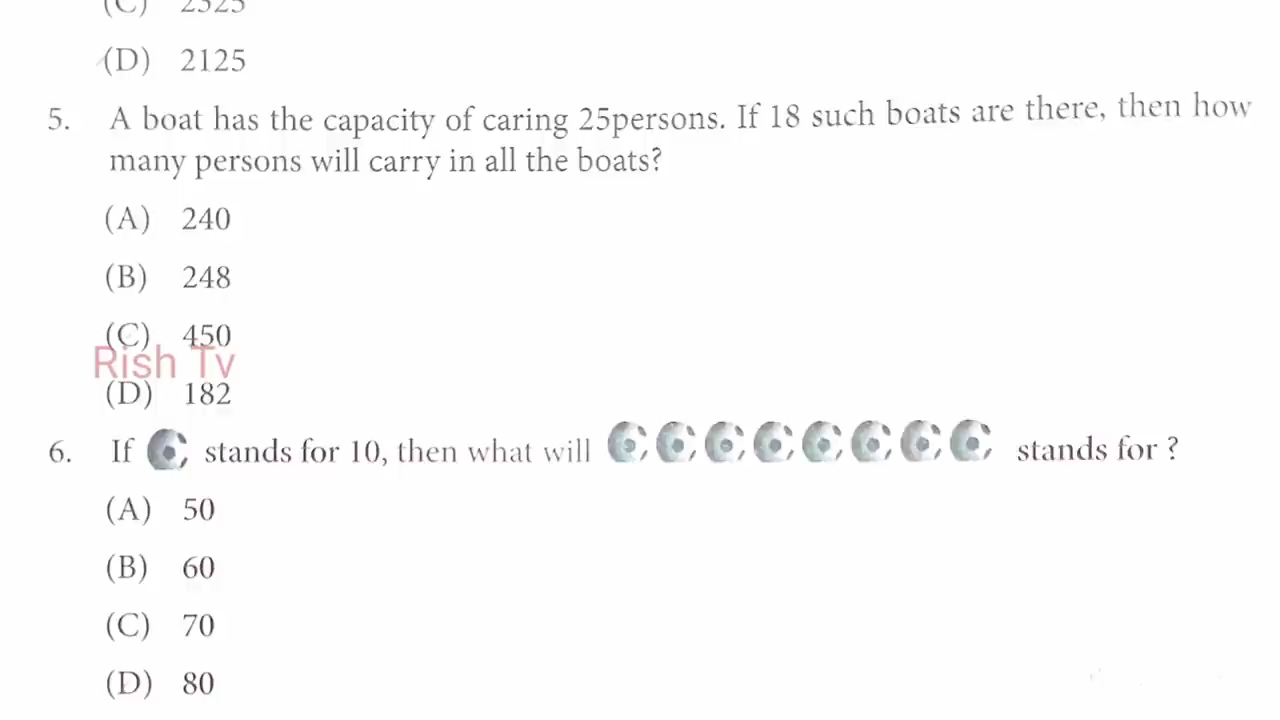 (C) 2325
(D) 2125
5. A boat has the capacity of caring 25persons. If 18 such boats are there, then how
many persons will carry in all the boats?
(A) 240
(B) 248
(C) 450
Rish Tv
(D) 182
6. If stands for 10, then what will stands for ?
(A) 50
(B) 60
(C) 70
(D) 80